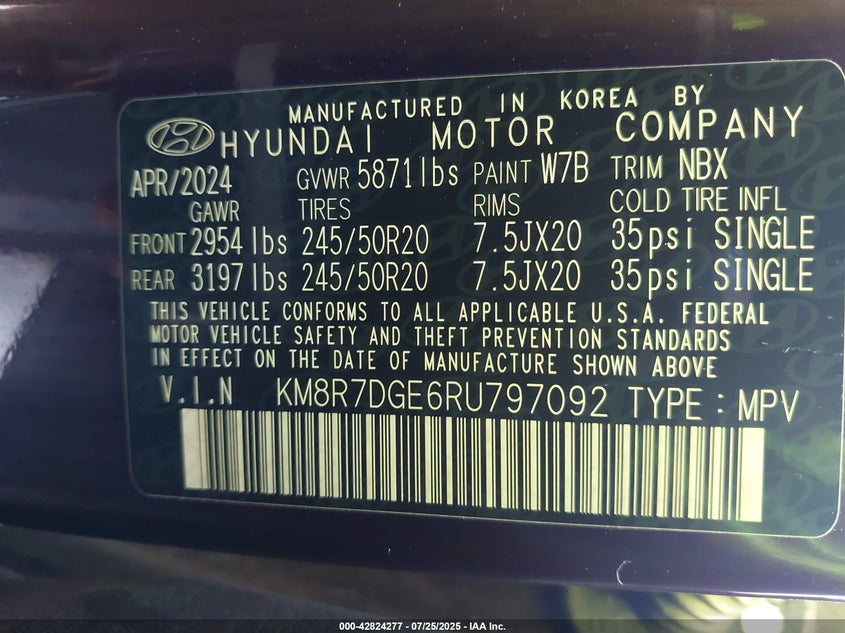 MANUFACTURED IN KOREA BY
HYUNDAI MOTOR COMPANY
APR/2024 GVWR 5871lbs PAINT W7B TRIM NBX
GAWR TIRES RIMS COLD TIRE INFL
FRONT 2954lbs 245/50R20 7.5JX20 35psi SINGLE
REAR 3197lbs 245/50R20 7.5JX20 35psi SINGLE
THIS VEHICLE CONFORMS TO ALL APPLICABLE U.S.A. FEDERAL
MOTOR VEHICLE SAFETY AND THEFT PREVENTION STANDARDS
IN EFFECT ON THE DATE OF MANUFACTURE SHOWN ABOVE
V.I.N KM8R7DGE6RU797092 TYPE : MPV
000-42824277 - 07/25/2025 - IAA Inc.